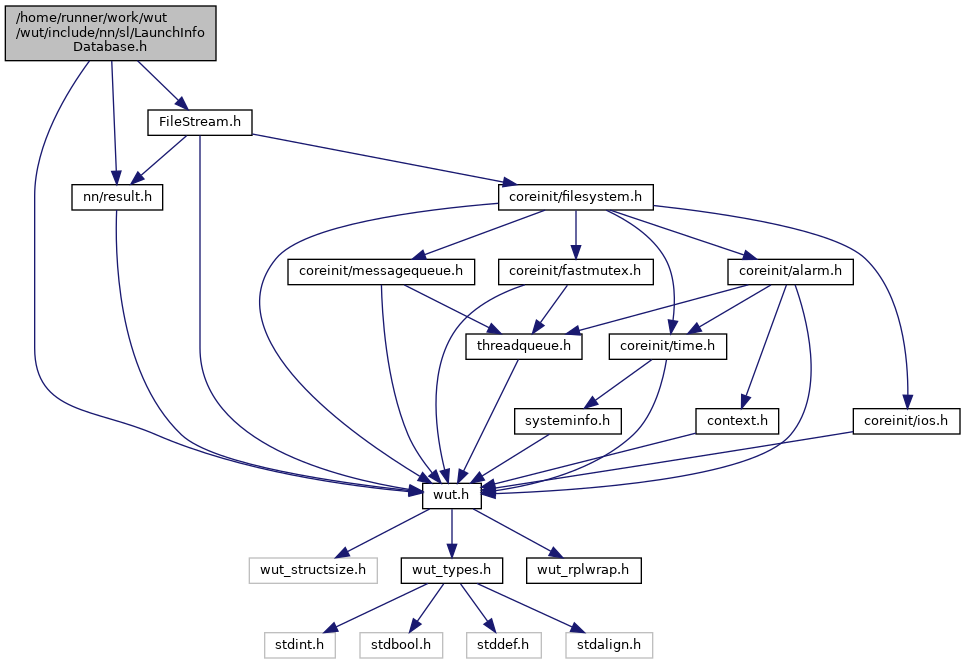 /home/runner/work/wut
/wut/include/nn/sl/LaunchInfo
Database.h
FileStream.h
nn/result.h
coreinit/filesystem.h
coreinit/messagequeue.h
coreinit/fastmutex.h
coreinit/alarm.h
threadqueue.h
coreinit/time.h
systeminfo.h
context.h
coreinit/ios.h
wut.h
wut_structsize.h
wut_types.h
wut_rplwrap.h
stdint.h
stdbool.h
stddef.h
stdalign.h